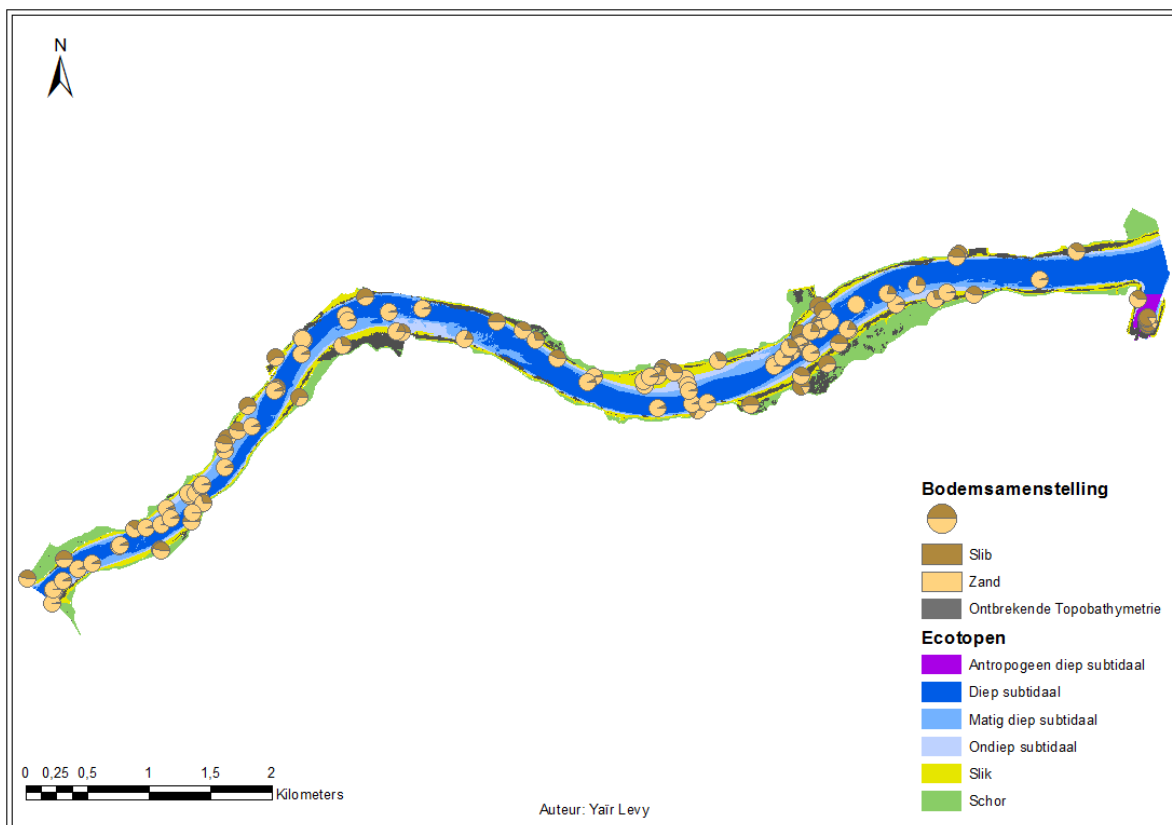 N
Bodemsamenstelling
Slib
Zand
Ontbrekende Topobathymetrie
Ecotopen
Antropogeen diep subtidaal
Diep subtidaal
Matig diep subtidaal
Ondiep subtidaal
Slik
Schor
0 0,25 0,5 1 1,5 2
Kilometers
Auteur: Yaïr Levy